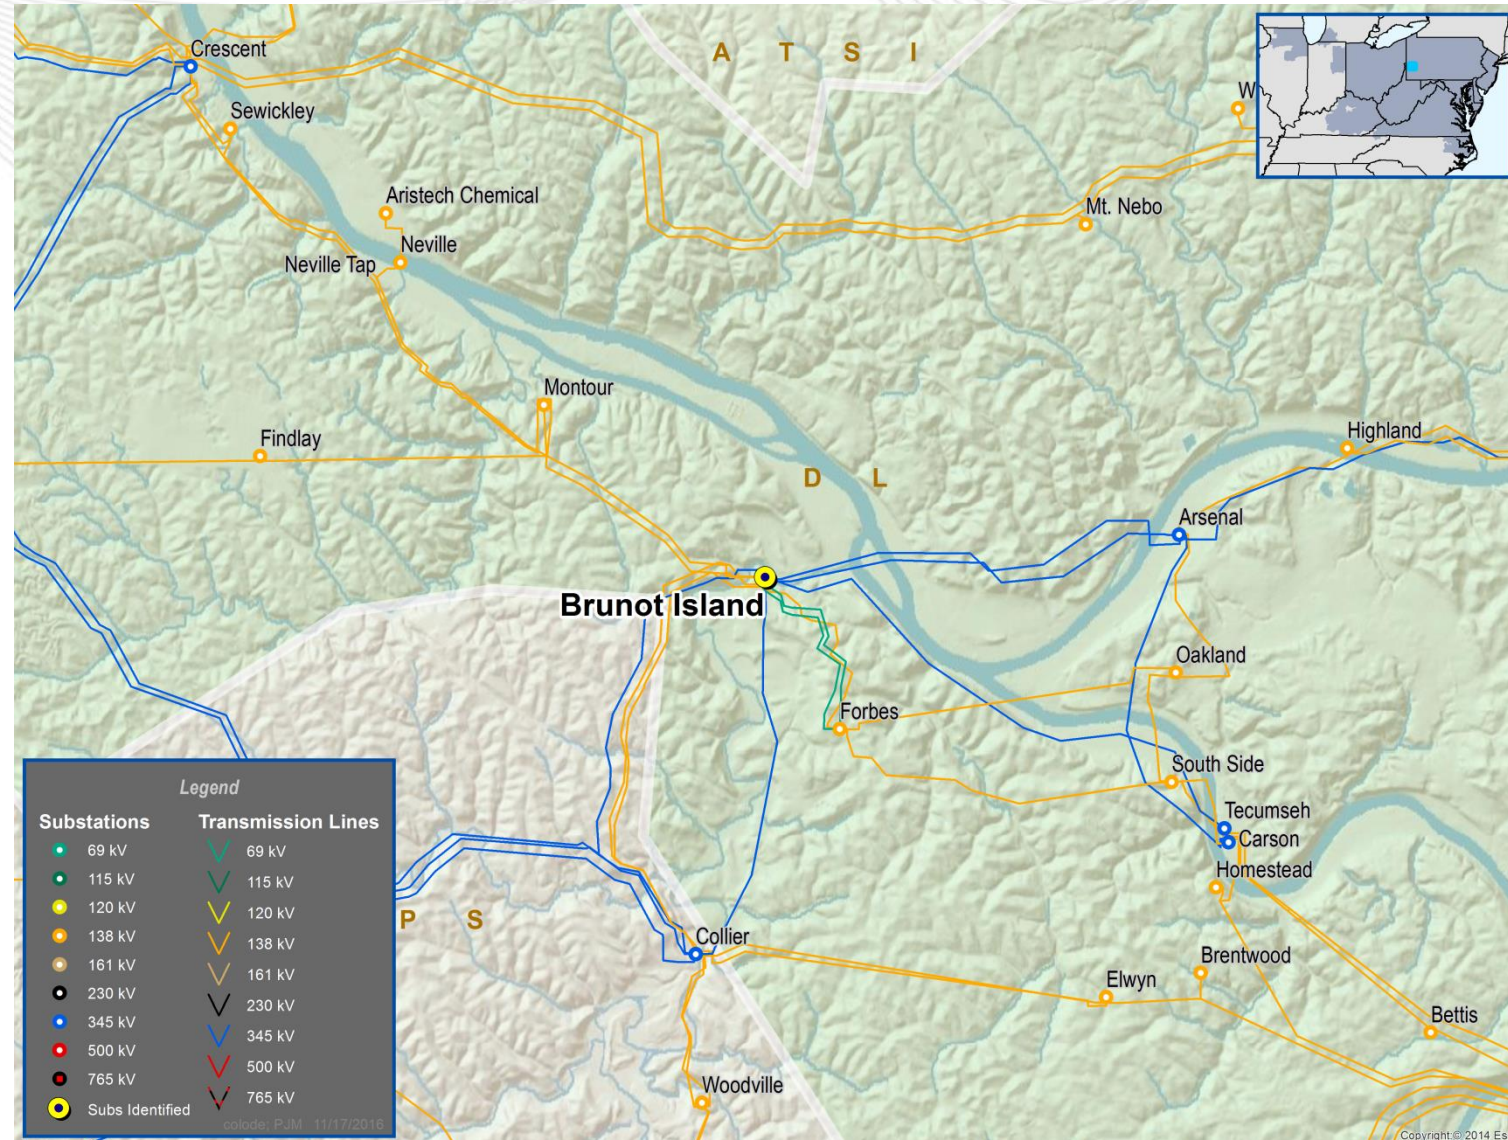 A T S I
Crescent
W
Sewickley
Aristech Chemical
Mt. Nebo
Neville
Neville Tap
Montour
Highland
Findlay
D L
Arsenal
Brunot Island
Oakland
Forbes
South Side
Tecumseh
Carson
Homestead
P S
Collier
Brentwood
Elwyn
Bettis
Woodville
Legend
Substations Transmission Lines
69 kV 69 kV
115 kV 115 kV
120 kV 120 kV
138 kV 138 kV
161 kV 161 kV
230 kV 230 kV
345 kV 345 kV
500 kV 500 kV
765 kV 765 kV
Subs Identified
colode; PJM 11/17/2016
Copyright:© 2014 Es